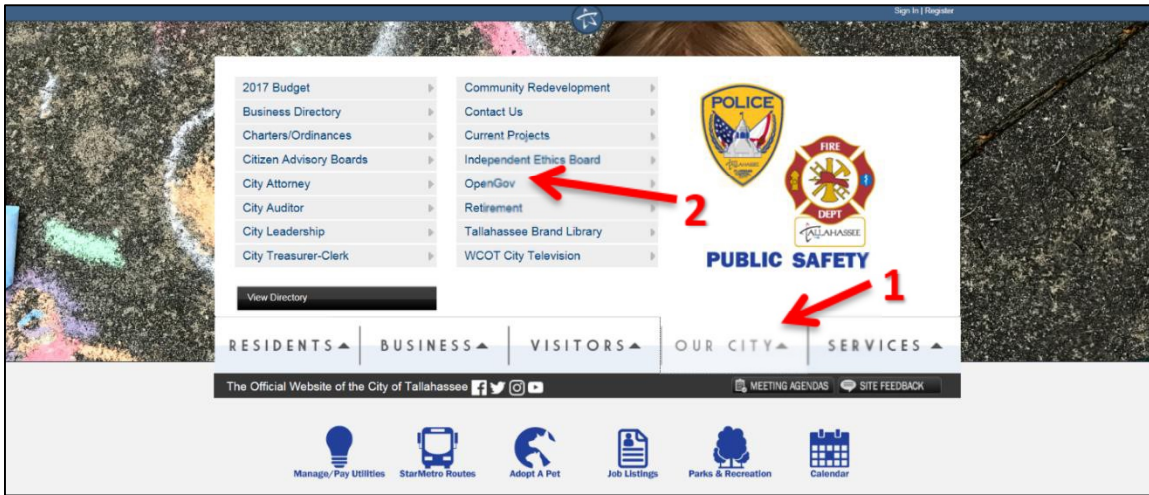 Sign In | Register
2017 Budget
Business Directory
Charters/Ordinances
Citizen Advisory Boards
City Attorney
City Auditor
City Leadership
City Treasurer-Clerk
Community Redevelopment
Contact Us
Current Projects
Independent Ethics Board
OpenGov
Retirement
Tallahassee Brand Library
WCOT City Television
2
POLICE
TALLAHASSEE
FIRE
DEPT
TALLAHASSEE
PUBLIC SAFETY
1
View Directory
RESIDENTS BUSINESS VISITORS OUR CITY SERVICES
The Official Website of the City of Tallahassee MEETING AGENDAS SITE FEEDBACK
Manage/Pay Utilities StarMetro Routes Adopt A Pet Job Listings Parks & Recreation Calendar